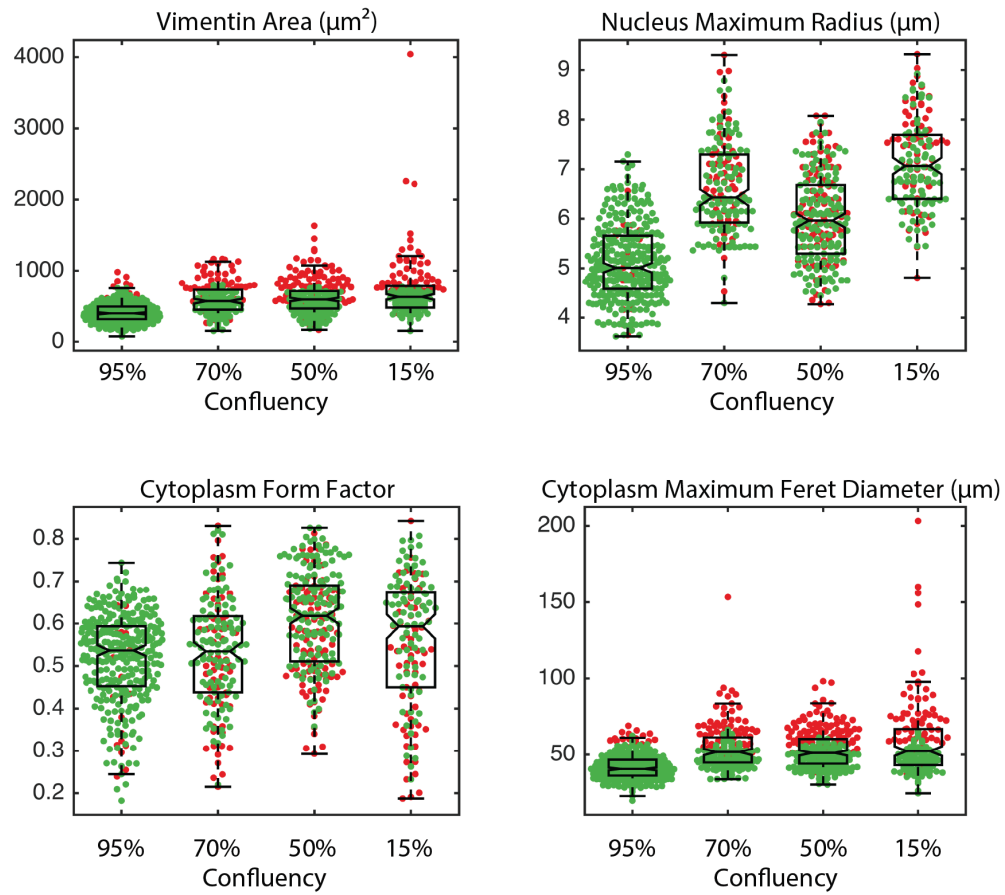 Vimentin Area (µm²)
4000
3000
2000
1000
0
95% 70% 50% 15%
Confluency
Nucleus Maximum Radius (µm)
9
8
7
6
5
4
95% 70% 50% 15%
Confluency
Cytoplasm Form Factor
0.8
0.7
0.6
0.5
0.4
0.3
0.2
95% 70% 50% 15%
Confluency
Cytoplasm Maximum Feret Diameter (µm)
200
150
100
50
95% 70% 50% 15%
Confluency